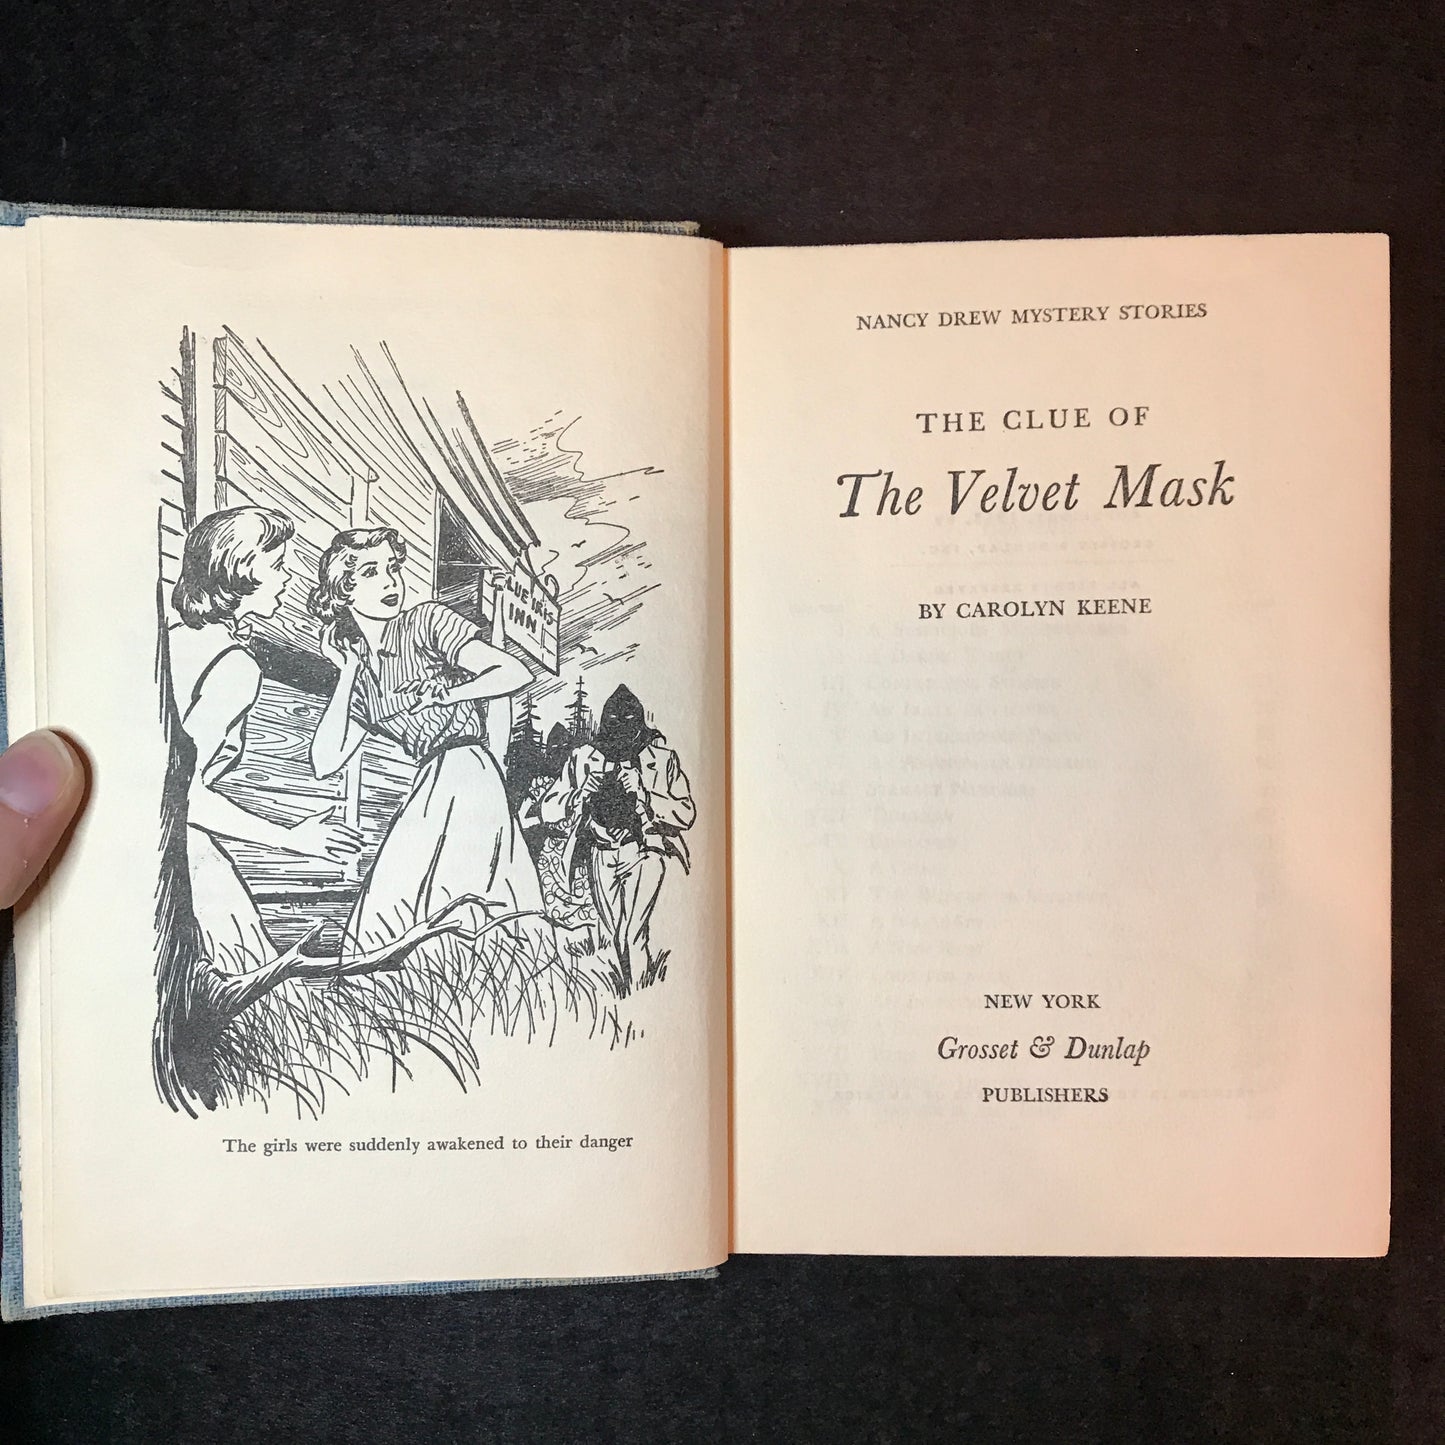 LUE IRIS
INN
The girls were suddenly awakened to their danger
NANCY DREW MYSTERY STORIES
THE CLUE OF
The Velvet Mask
BY CAROLYN KEENE
NEW YORK
Grosset & Dunlap
PUBLISHERS